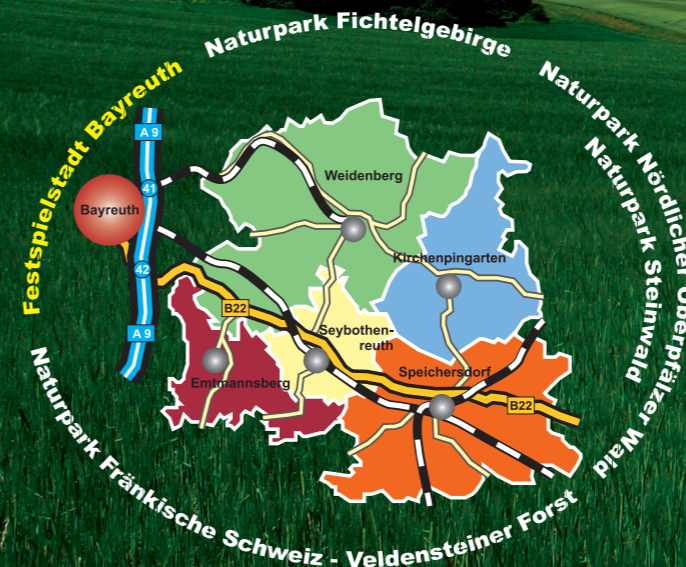 Naturpark Fichtelgebirge
Festspielstadt Bayreuth
Naturpark Nördlicher Oberpfälzer Wald
Naturpark Steinwald
A 9
41
Bayreuth
42
A 9
Weidenberg
Kirchenpingarten
B22
Seybothen-
reuth
Emtmannsberg
Speichersdorf
B22
Naturpark Fränkische Schweiz - Veldensteiner Forst